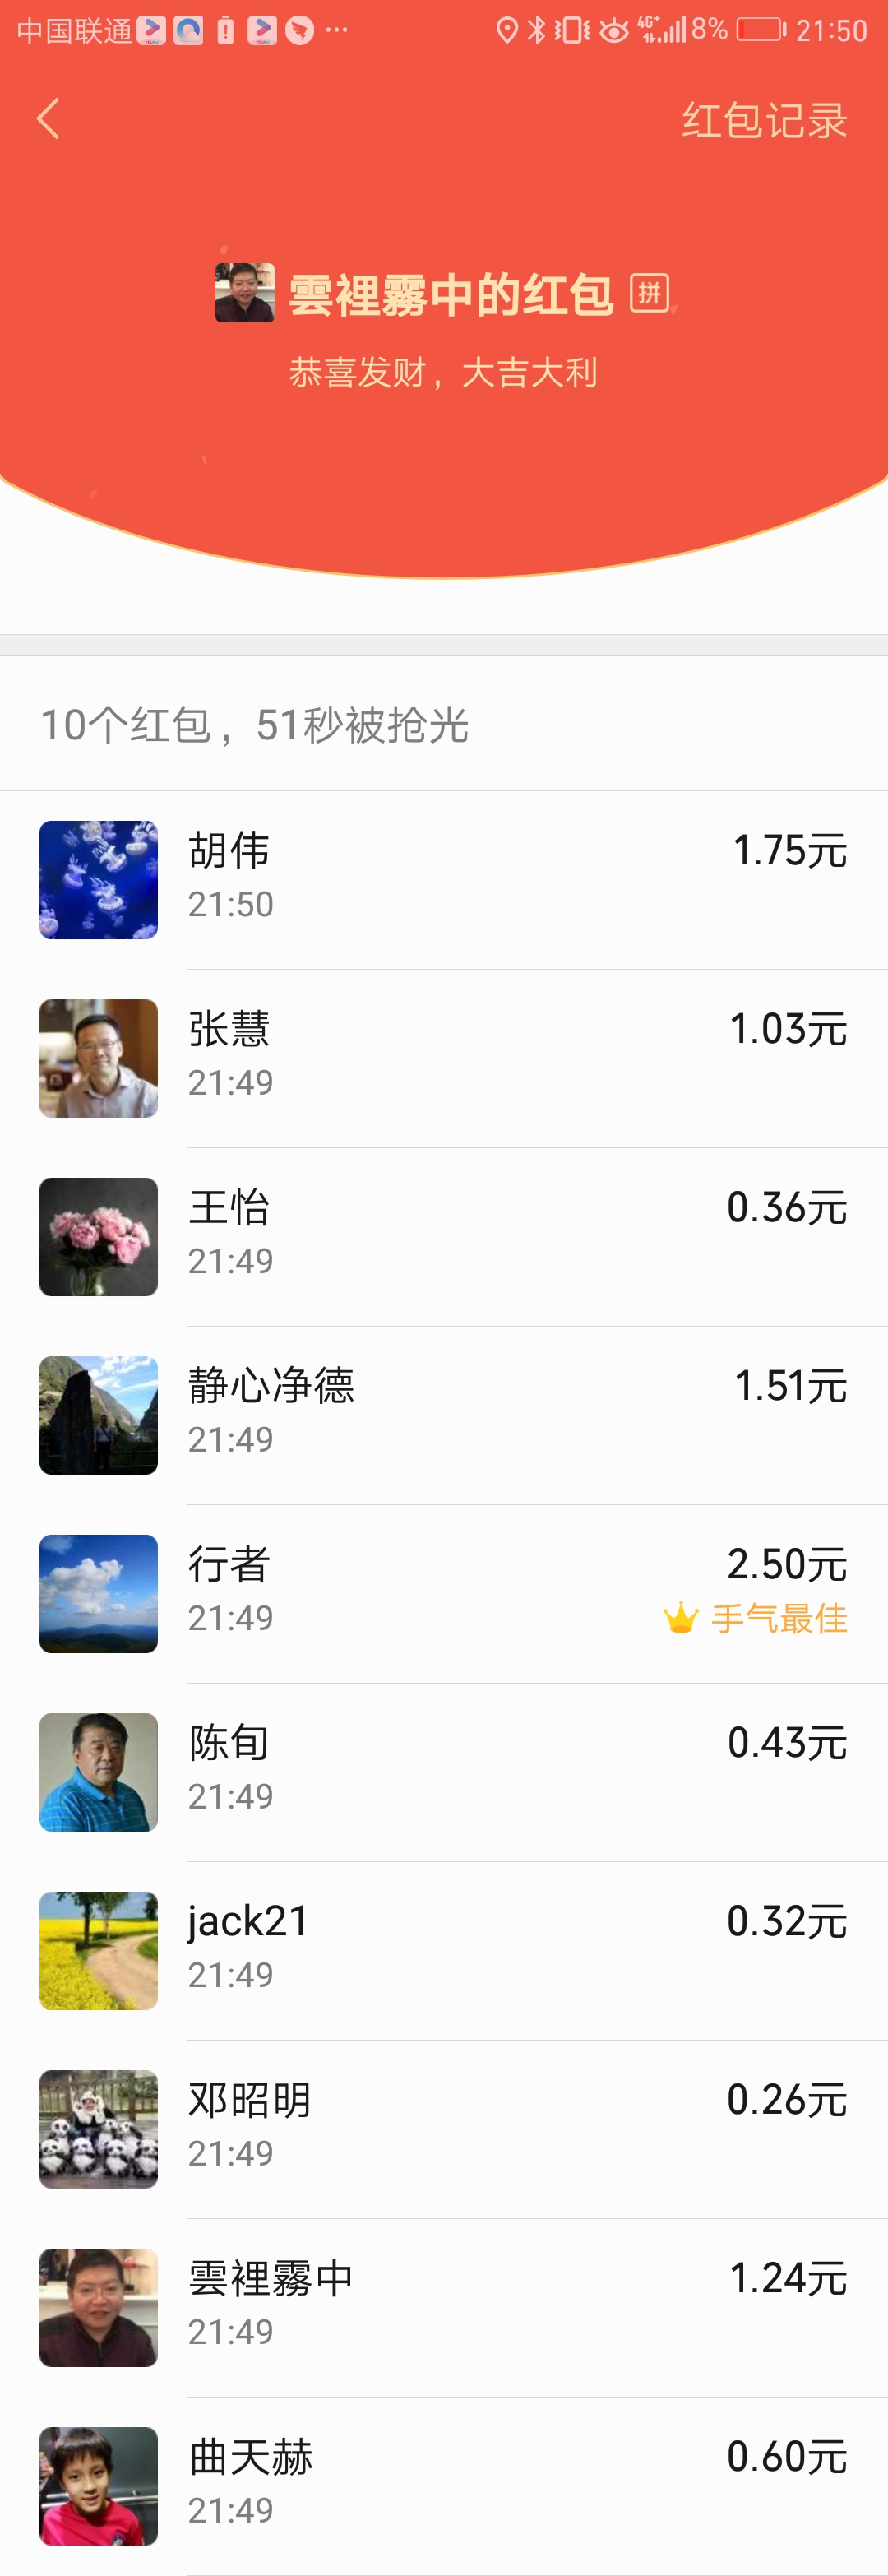 中国联通 ··· 4G+ 8% 21:50
红包记录
雲裡霧中的红包 拼
恭喜发财，大吉大利
10个红包，51秒被抢光
胡伟 1.75元
21:50
张慧 1.03元
21:49
王怡 0.36元
21:49
静心净德 1.51元
21:49
行者 2.50元
21:49 手气最佳
陈旬 0.43元
21:49
jack21 0.32元
21:49
邓昭明 0.26元
21:49
雲裡霧中 1.24元
21:49
曲天赫 0.60元
21:49